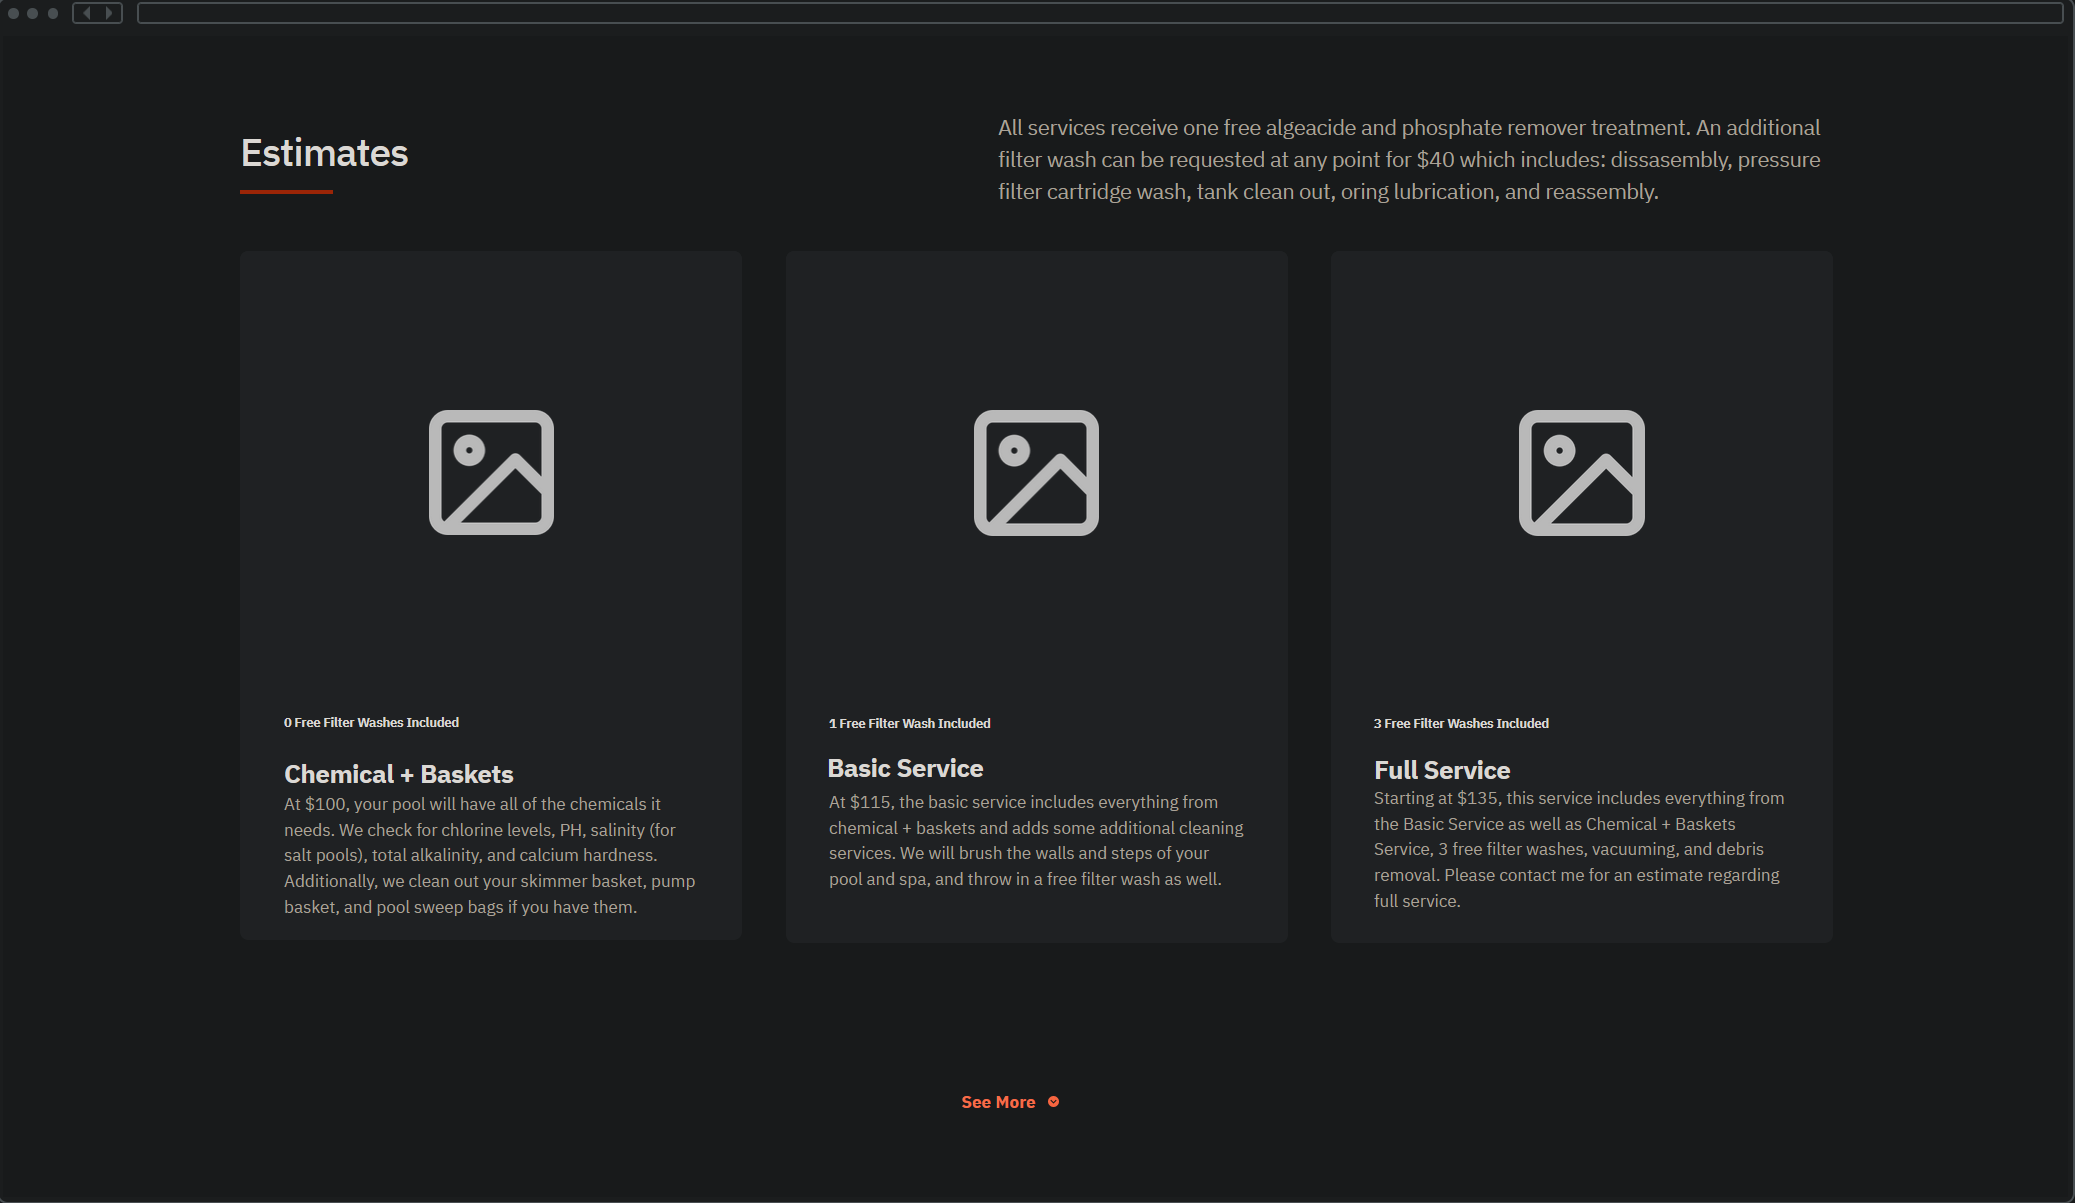 Estimates
All services receive one free algeacide and phosphate remover treatment. An additional
filter wash can be requested at any point for $40 which includes: dissasembly, pressure
filter cartridge wash, tank clean out, oring lubrication, and reassembly.
0 Free Filter Washes Included
Chemical + Baskets
At $100, your pool will have all of the chemicals it
needs. We check for chlorine levels, PH, salinity (for
salt pools), total alkalinity, and calcium hardness.
Additionally, we clean out your skimmer basket, pump
basket, and pool sweep bags if you have them.
1 Free Filter Wash Included
Basic Service
At $115, the basic service includes everything from
chemical + baskets and adds some additional cleaning
services. We will brush the walls and steps of your
pool and spa, and throw in a free filter wash as well.
3 Free Filter Washes Included
Full Service
Starting at $135, this service includes everything from
the Basic Service as well as Chemical + Baskets
Service, 3 free filter washes, vacuuming, and debris
removal. Please contact me for an estimate regarding
full service.
See More